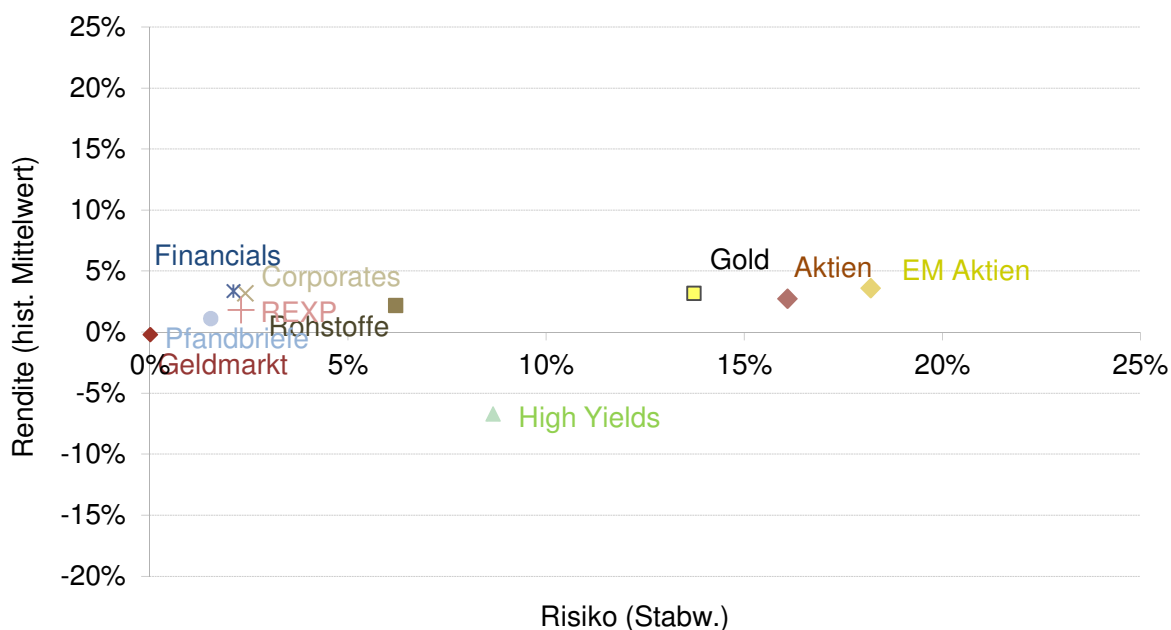 25%
20%
15%
10%
5%
0%
-5%
-10%
-15%
-20%
Rendite (hist. Mittelwert)
Financials
Corporates
REXP
Rohstoffe
Pfandbriefe
Geldmarkt
Gold
Aktien
EM Aktien
High Yields
0%
5%
10%
15%
20%
25%
Risiko (Stabw.)